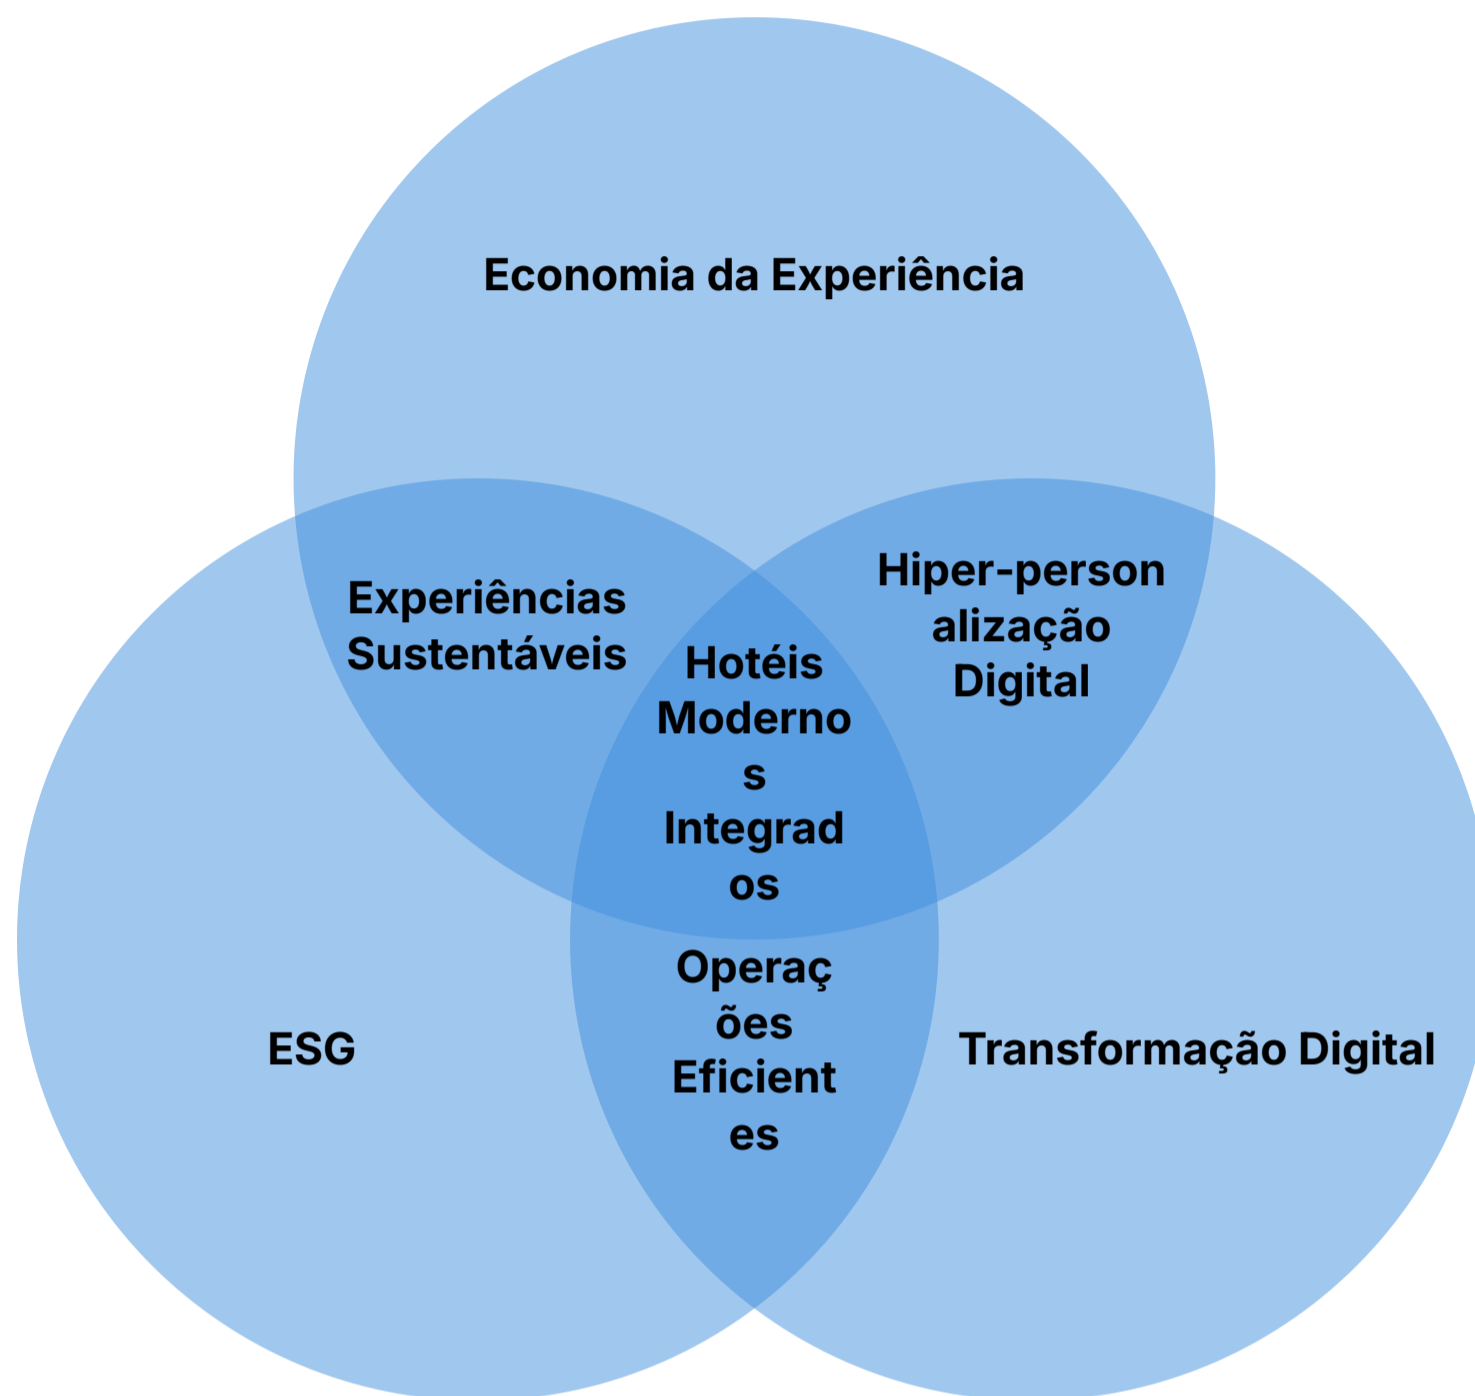 Economia da Experiência
Experiências
Sustentáveis
Hiper-person
alização
Digital
Hotéis
Moderno
s
Integrad
os
Operaç
ões
Eficient
es
ESG
Transformação Digital